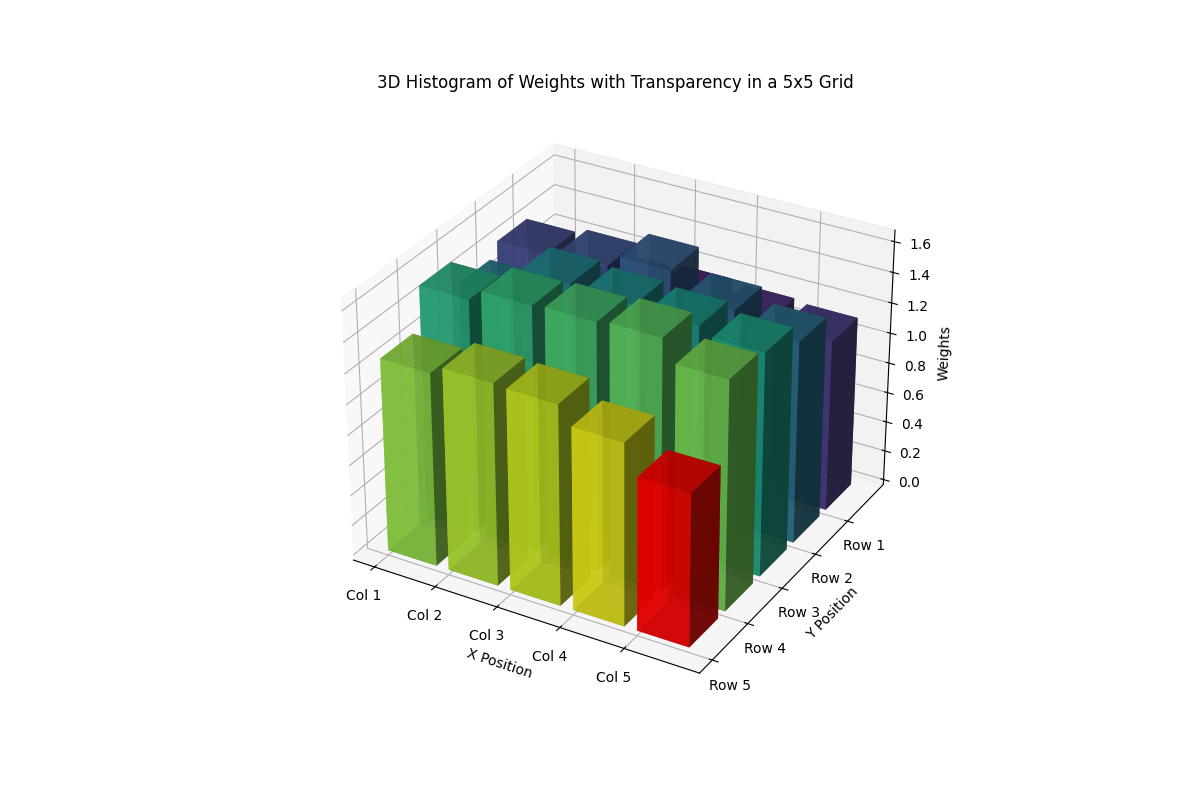 3D Histogram of Weights with Transparency in a 5x5 Grid
1.6
1.4
1.2
1.0
0.8
0.6
0.4
0.2
0.0
Weights
Col 1
Col 2
Col 3
Col 4
Col 5
X Position
Row 1
Row 2
Row 3
Row 4
Row 5
Y Position